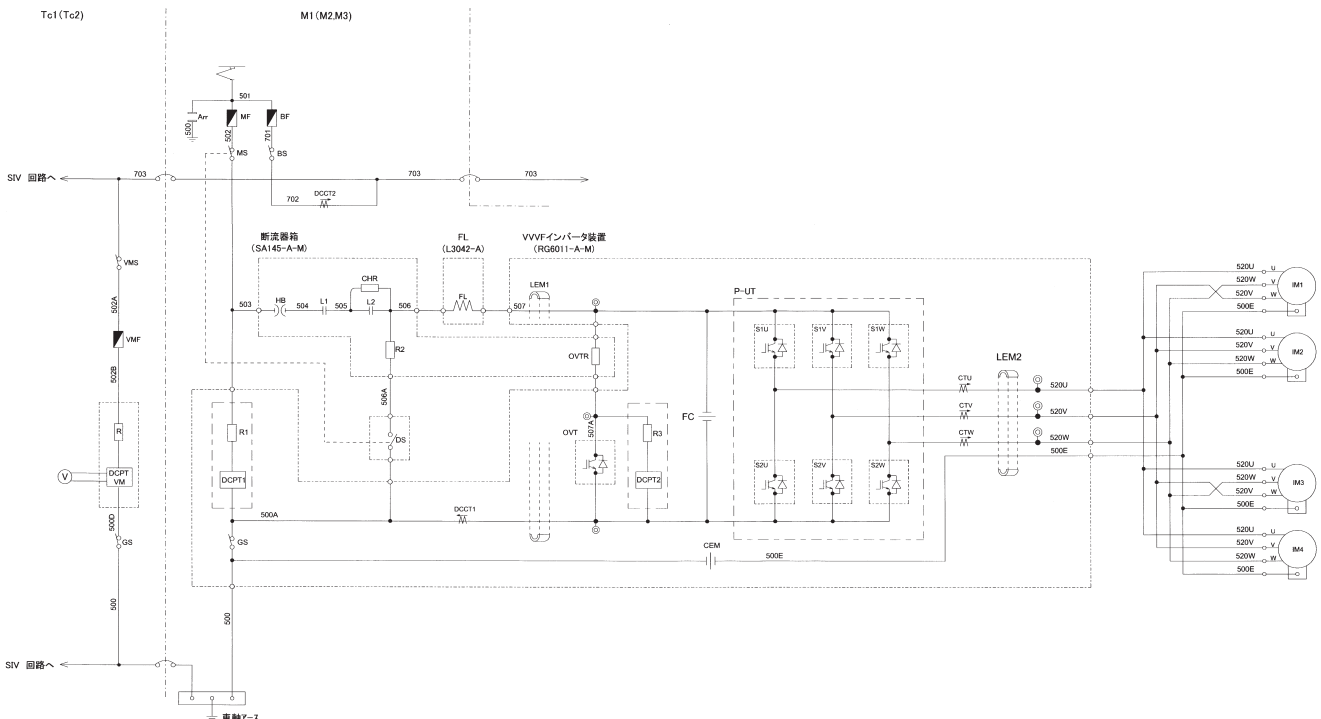 Tc1(Tc2)
M1(M2,M3)
501
Arr
MF
BF
500
502
701
MS
BS
SIV 回路へ
703
703
703
702
DCCT2
断流器箱
(SA145-A-M)
FL
(L3042-A)
VVVFインバータ装置
(RG6011-A-M)
VMS
CHR
LEM1
P-UT
503
HB
504
L1
505
L2
506
FL
507
502A
S1U
S1V
S1W
VMF
R2
OVTR
LEM2
502B
506A
CTU
520U
FC
CTV
520V
507A
R
R1
DS
OVT
R3
CTW
520W
500E
S2U
S2V
S2W
V
DCPT
VM
DCPT1
DCPT2
500D
500A
DCCT1
GS
GS
CEM
500E
500
500
SIV 回路へ
車軸アース
520U
U
520W
V
520V
W
500E
IM1
520U
U
520V
V
520W
W
500E
IM2
520U
U
520W
V
520V
W
500E
IM3
520U
U
520V
V
520W
W
500E
IM4